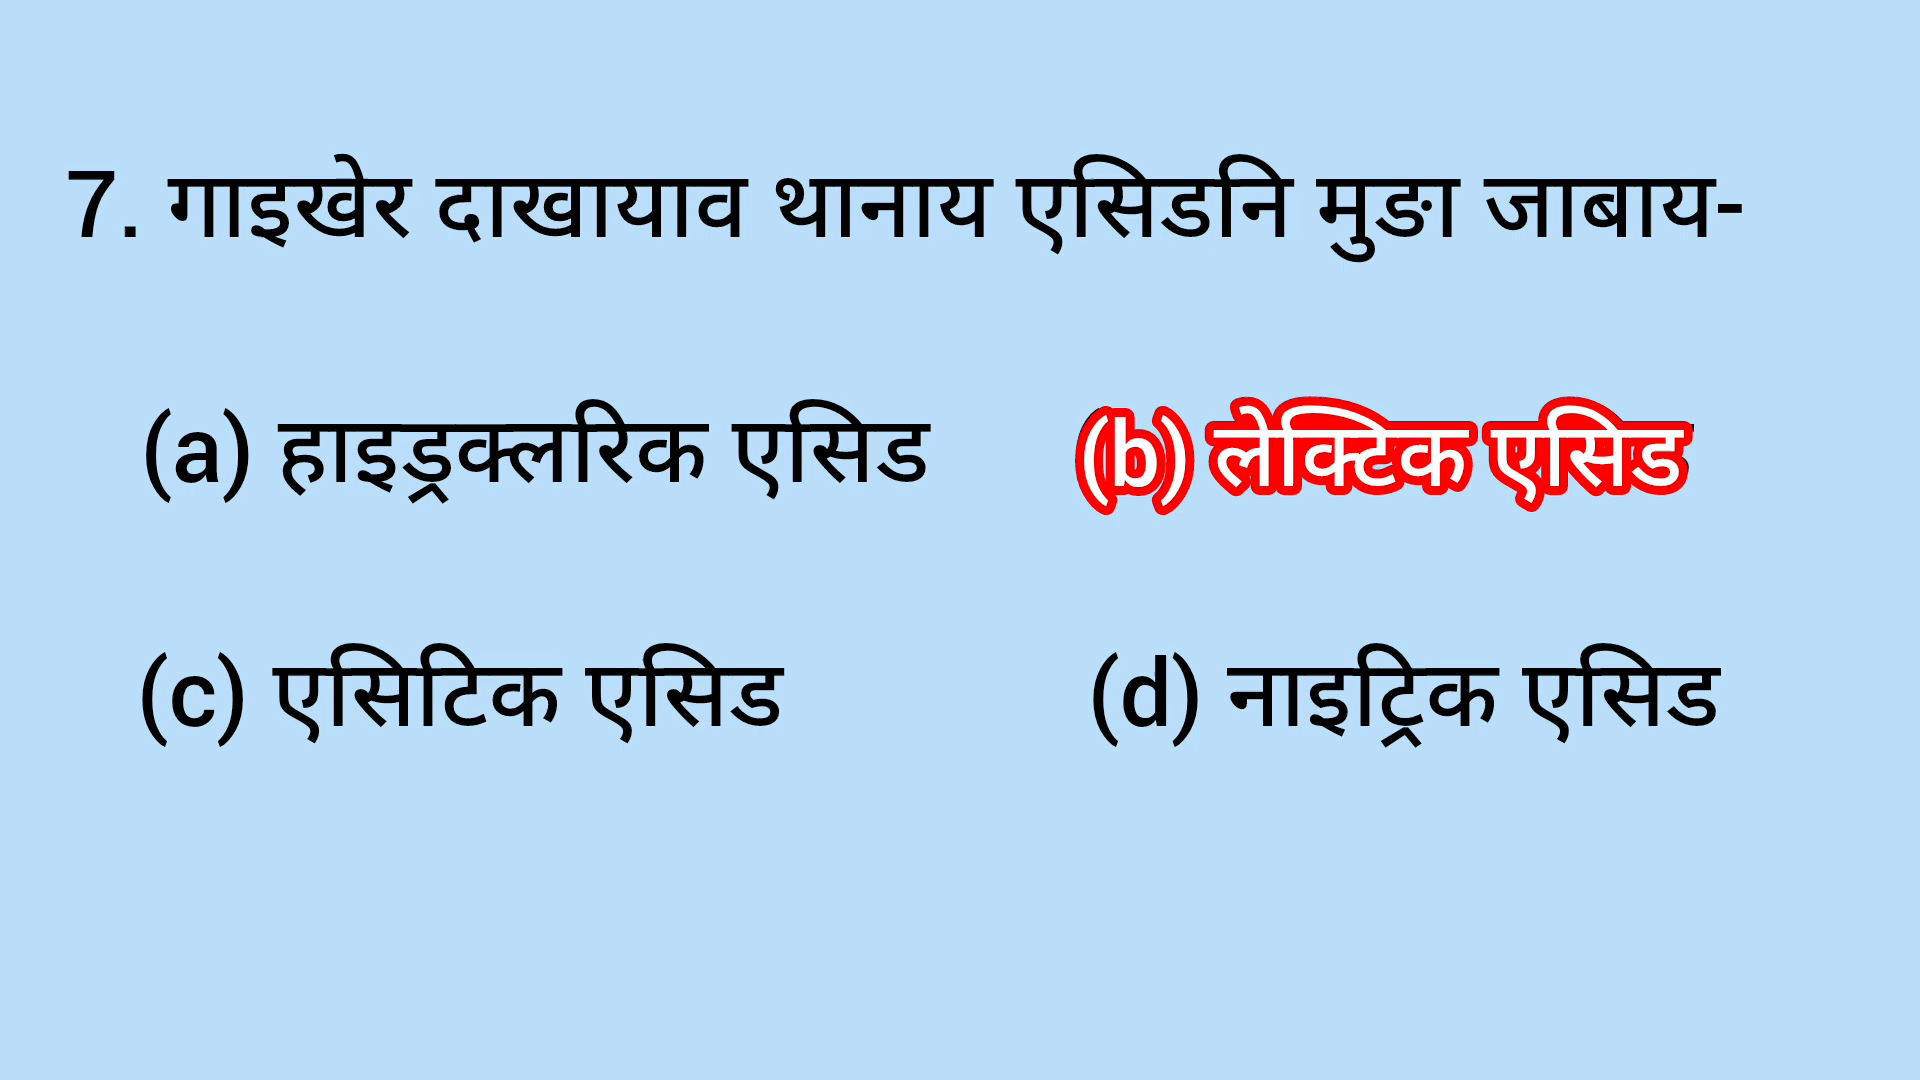 7. गाइखेर दाखायाव थानाय एसिडनि मुङा जाबाय-
(a) हाइड्रक्लरिक एसिड (b) लेक्टिक एसिड
(c) एसिटिक एसिड (d) नाइट्रिक एसिड